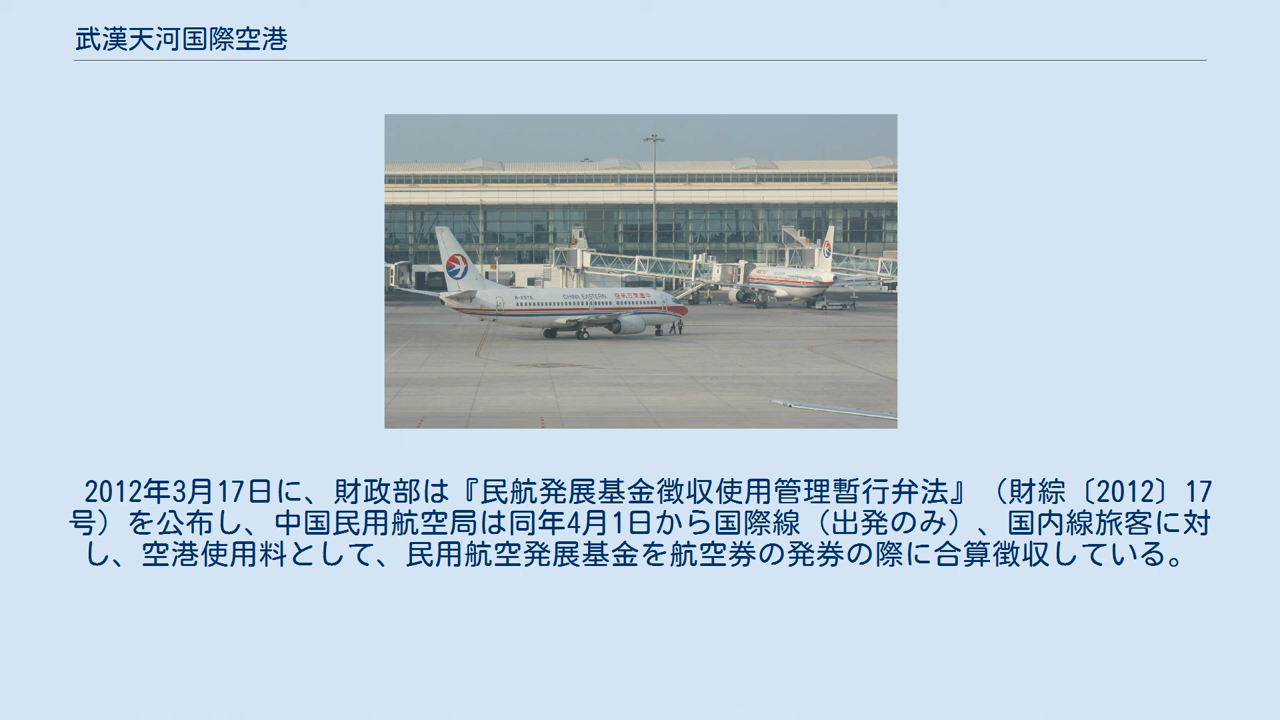 武漢天河国際空港
CHINA EASTERN
2012年3月17日に、財政部は『民航発展基金徴収使用管理暫行弁法』（財綜〔2012〕17
号）を公布し、中国民用航空局は同年4月1日から国際線（出発のみ）、国内線旅客に対
し、空港使用料として、民用航空発展基金を航空券の発券の際に合算徴収している。